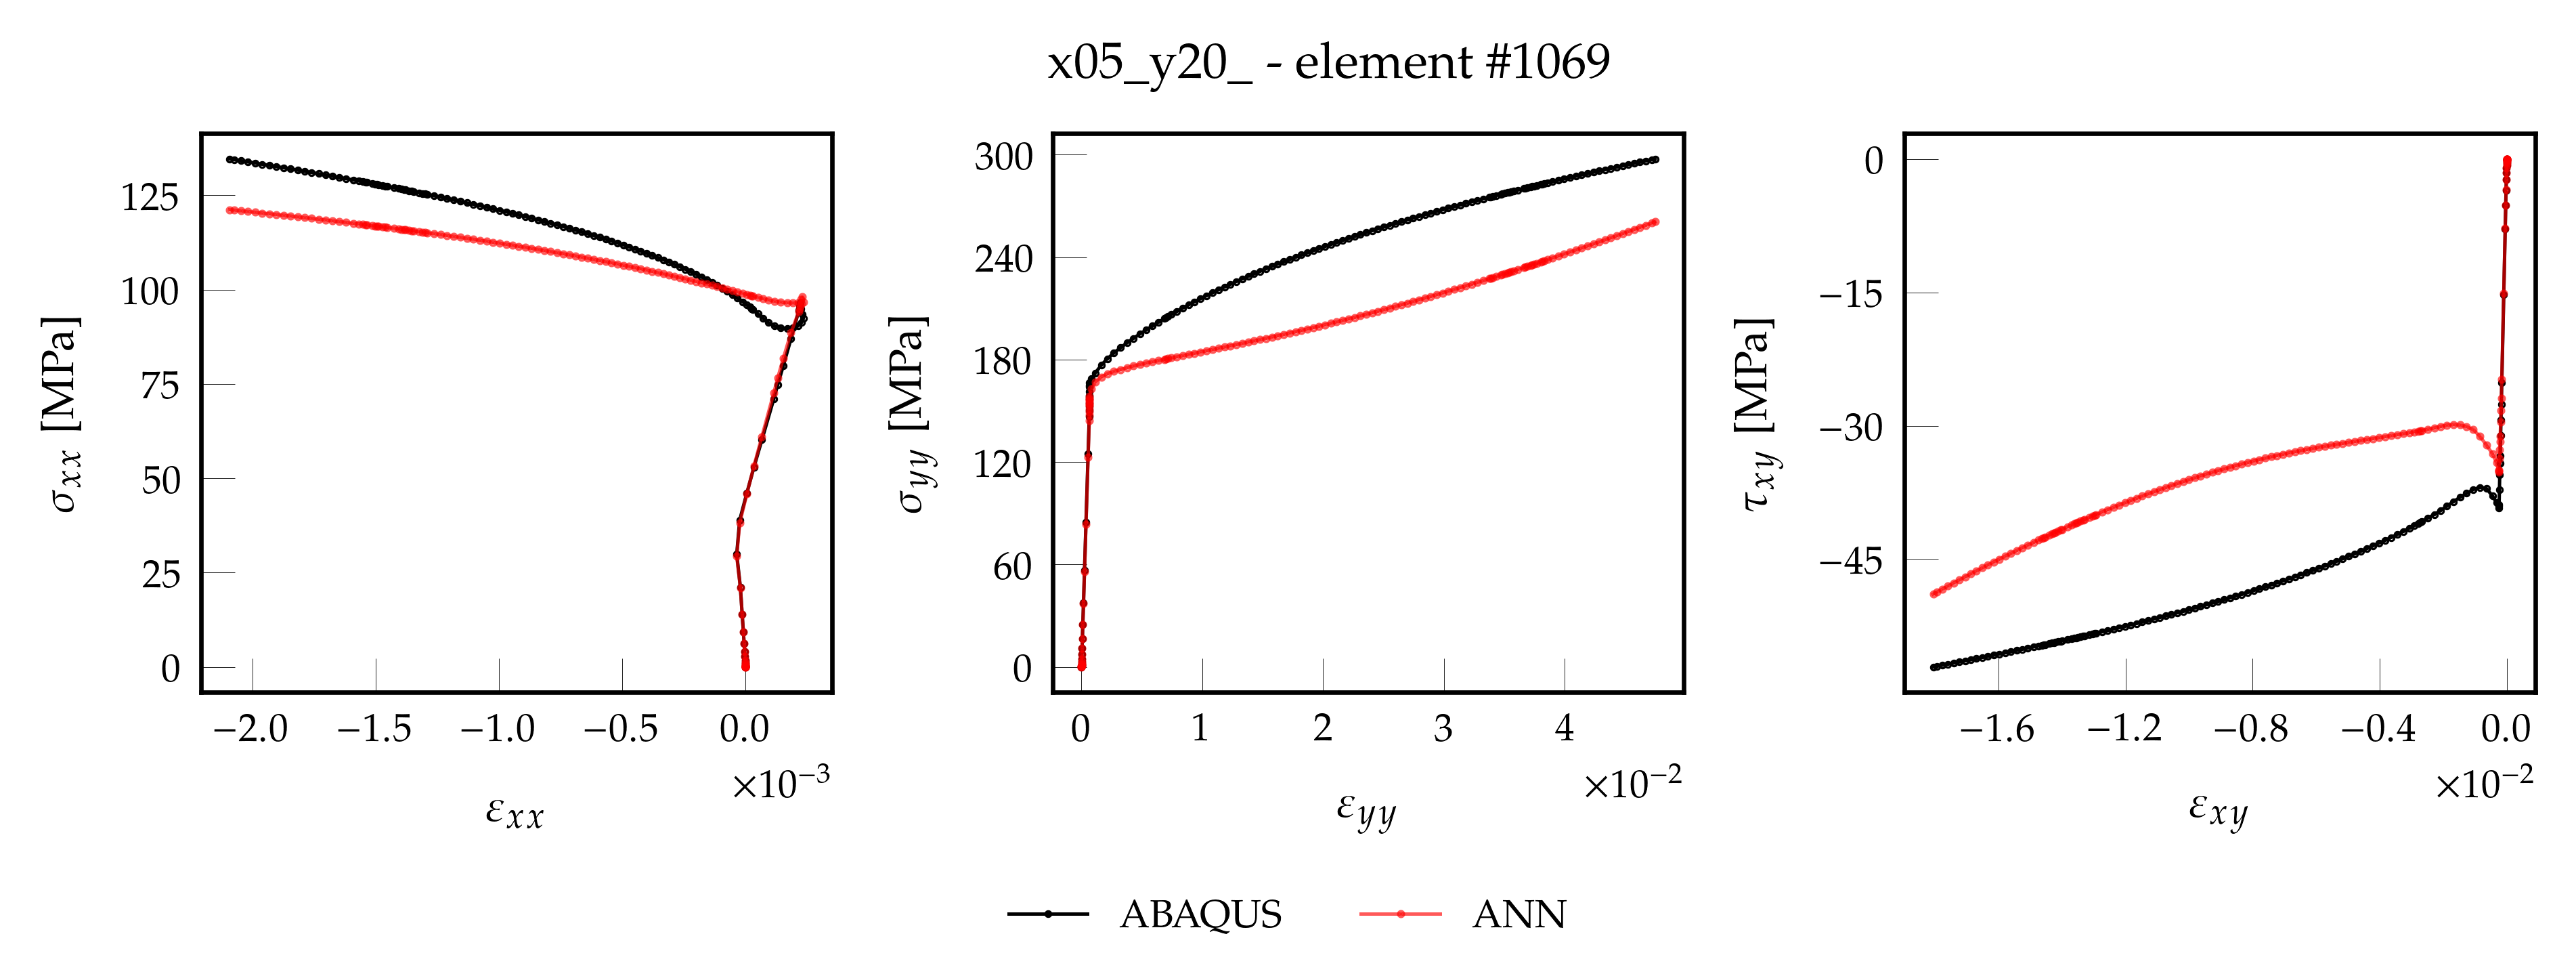 x05_y20_ - element #1069
σxx [MPa]
125
100
75
50
25
0
−2.0 −1.5 −1.0 −0.5 0.0
×10−3
εxx
σyy [MPa]
300
240
180
120
60
0
0 1 2 3 4
×10−2
εyy
τxy [MPa]
0
−15
−30
−45
−1.6 −1.2 −0.8 −0.4 0.0
×10−2
εxy
ABAQUS ANN